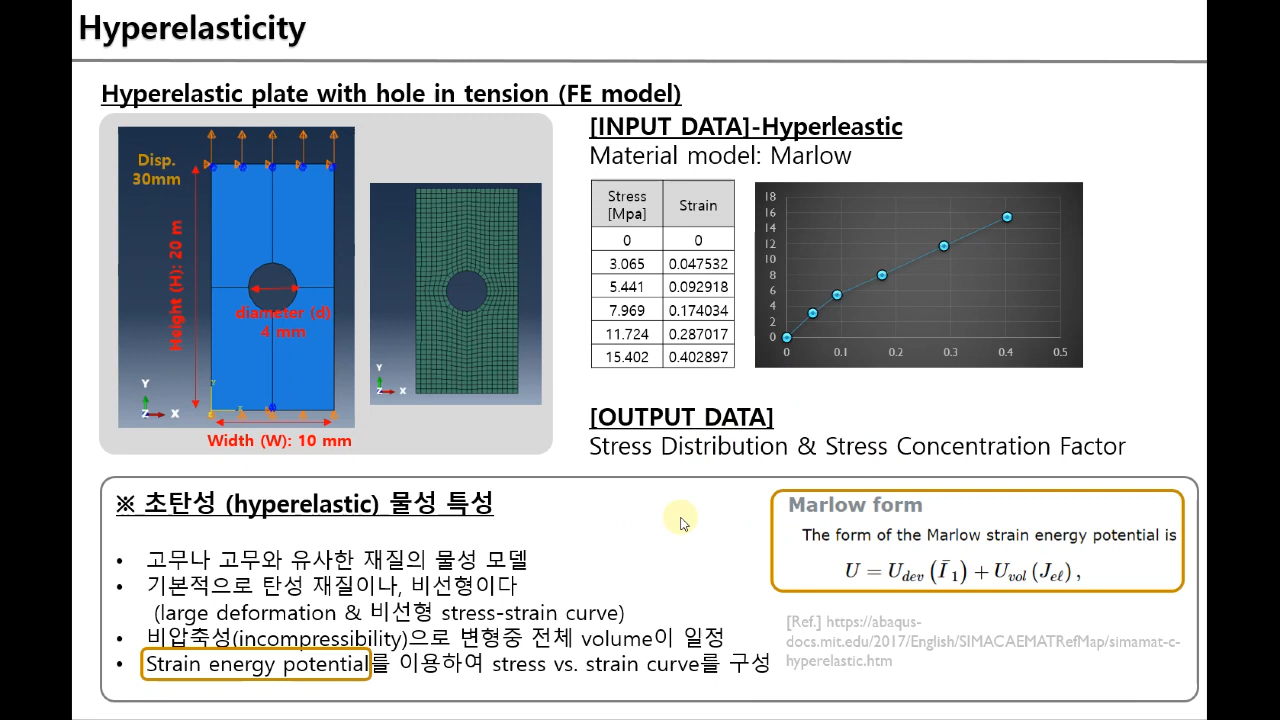 Hyperelasticity
Hyperelastic plate with hole in tension (FE model)
Disp.
30mm
Height (H): 20 m
diameter (d)
4 mm
Width (W): 10 mm
Y
Z
X
Y
Z
X
[INPUT DATA]-Hyperleastic
Material model: Marlow
Stress [Mpa] Strain
0 0
3.065 0.047532
5.441 0.092918
7.969 0.174034
11.724 0.287017
15.402 0.402897
18
16
14
12
10
8
6
4
2
0
0 0.1 0.2 0.3 0.4 0.5
[OUTPUT DATA]
Stress Distribution & Stress Concentration Factor
※ 초탄성 (hyperelastic) 물성 특성
• 고무나 고무와 유사한 재질의 물성 모델
• 기본적으로 탄성 재질이나, 비선형이다
(large deformation & 비선형 stress-strain curve)
• 비압축성(incompressibility)으로 변형중 전체 volume이 일정
• Strain energy potential를 이용하여 stress vs. strain curve를 구성
Marlow form
The form of the Marlow strain energy potential is
U = U_dev (Ī_1) + U_vol (J_eℓ) ,
[Ref.] https://abaqus-
docs.mit.edu/2017/English/SIMACAEMATRefMap/simamat-c-
hyperelastic.htm